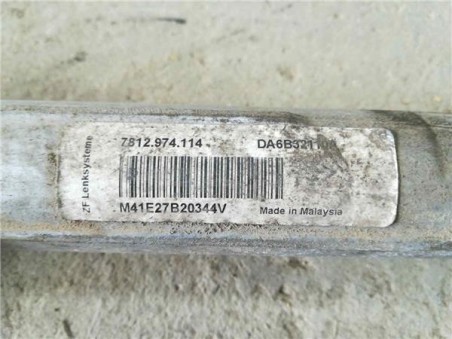 ZF Lenksysteme
7812.974.114
M41E27B20344V
Made in Malaysia